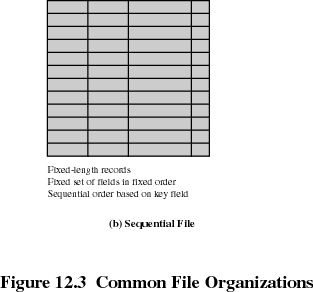 Fixed-length records
Fixed set of fields in fixed order
Sequential order based on key field
(b) Sequential File
Figure 12.3 Common File Organizations